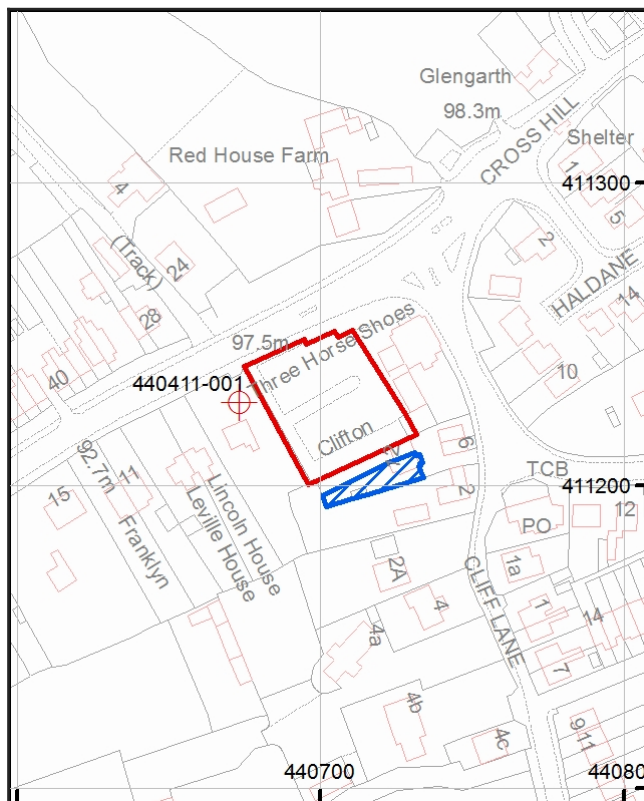 Glengarth
98.3m
CROSS HILL
Shelter
Red House Farm
1
411300
4
5
2
(Track)
24
HALDANE
14
28
Three Horse Shoes
97.5m
40
10
440411-001
Clifton
6
92.7m
TCB
11
12
411200
2
15
Lincoln House
Leville House
PO
12
Franklyn
2A
1a
CLIFF LANE
4
1
14
4a
7
4b
4c
9
11
440700
44080